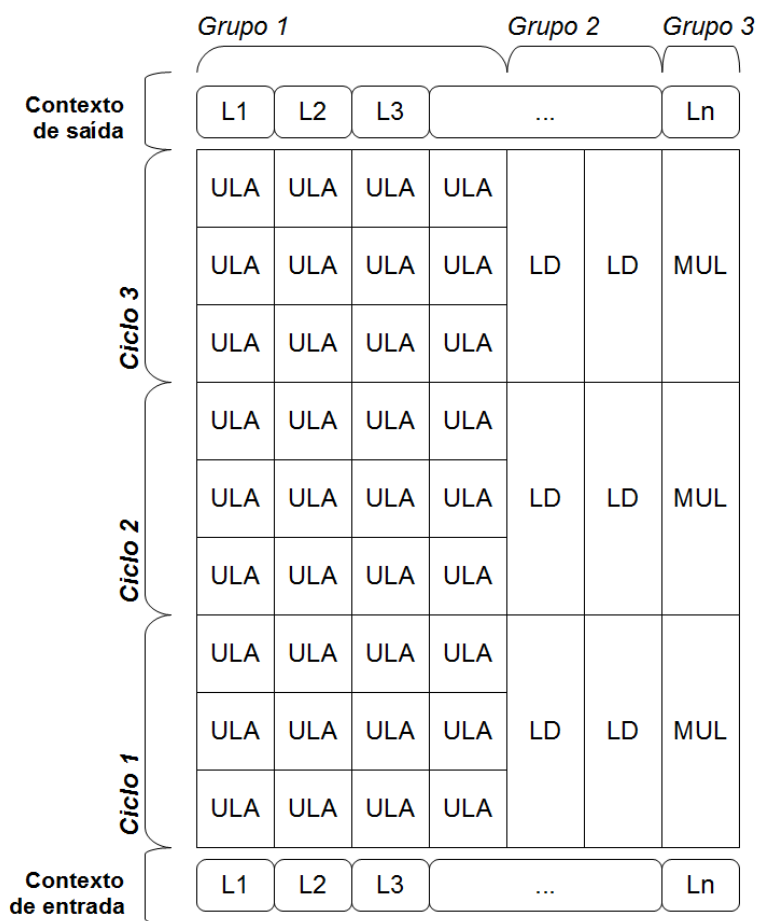 Grupo 1 Grupo 2 Grupo 3
Contexto de saída L1 L2 L3 ... Ln
ULA ULA ULA ULA
Ciclo 3 ULA ULA ULA ULA LD LD MUL
ULA ULA ULA ULA
ULA ULA ULA ULA
Ciclo 2 ULA ULA ULA ULA LD LD MUL
ULA ULA ULA ULA
ULA ULA ULA ULA
Ciclo 1 ULA ULA ULA ULA LD LD MUL
ULA ULA ULA ULA
Contexto de entrada L1 L2 L3 ... Ln